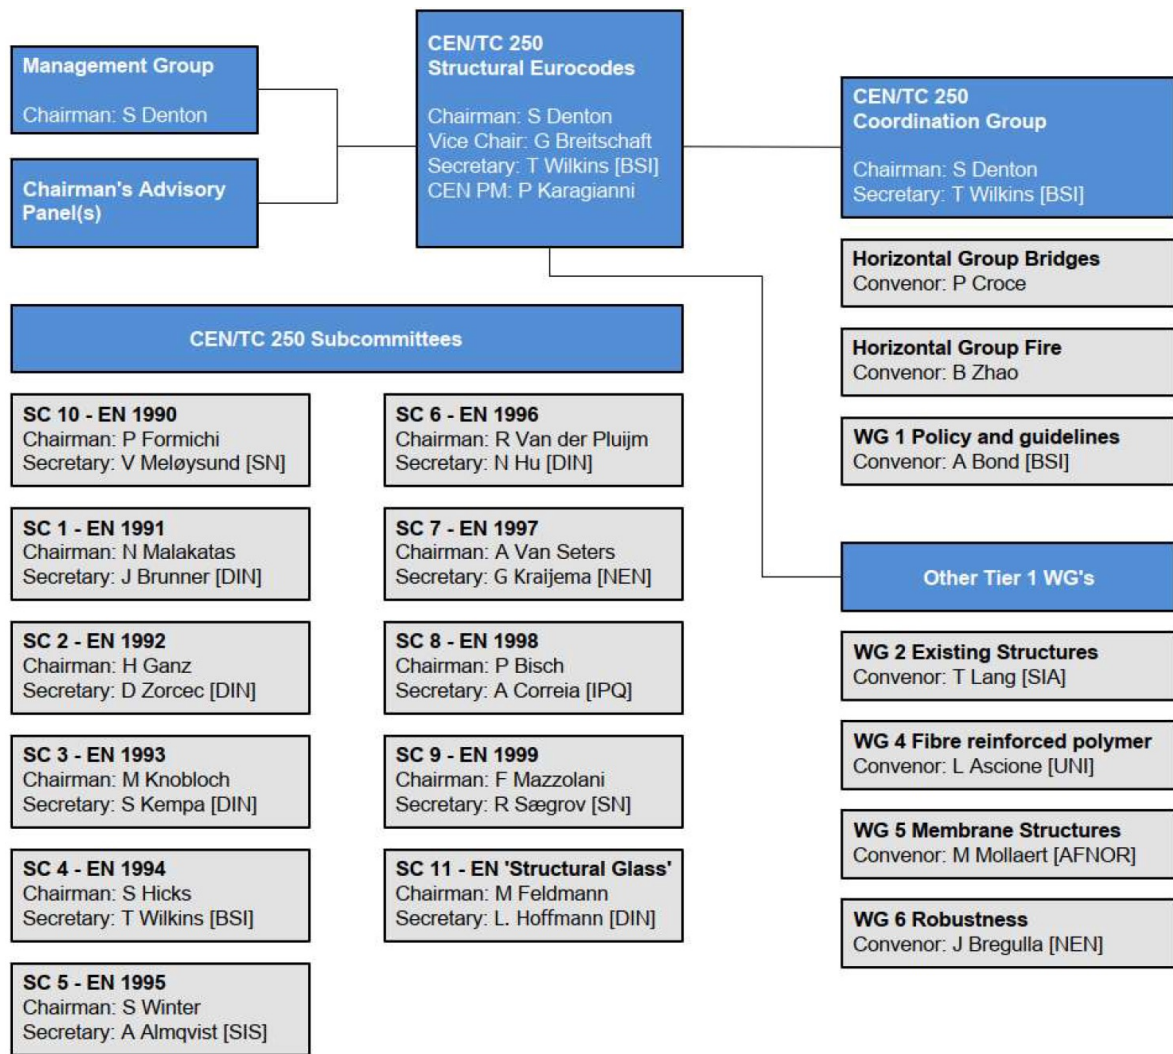 Management Group
Chairman: S Denton
Chairman's Advisory
Panel(s)
CEN/TC 250
Structural Eurocodes
Chairman: S Denton
Vice Chair: G Breitschaft
Secretary: T Wilkins [BSI]
CEN PM: P Karagianni
CEN/TC 250
Coordination Group
Chairman: S Denton
Secretary: T Wilkins [BSI]
Horizontal Group Bridges
Convenor: P Croce
Horizontal Group Fire
Convenor: B Zhao
WG 1 Policy and guidelines
Convenor: A Bond [BSI]
CEN/TC 250 Subcommittees
SC 10 - EN 1990
Chairman: P Formichi
Secretary: V Meløysund [SN]
SC 1 - EN 1991
Chairman: N Malakatas
Secretary: J Brunner [DIN]
SC 2 - EN 1992
Chairman: H Ganz
Secretary: D Zorcec [DIN]
SC 3 - EN 1993
Chairman: M Knobloch
Secretary: S Kempa [DIN]
SC 4 - EN 1994
Chairman: S Hicks
Secretary: T Wilkins [BSI]
SC 5 - EN 1995
Chairman: S Winter
Secretary: A Almqvist [SIS]
SC 6 - EN 1996
Chairman: R Van der Pluijm
Secretary: N Hu [DIN]
SC 7 - EN 1997
Chairman: A Van Seters
Secretary: G Kraijema [NEN]
SC 8 - EN 1998
Chairman: P Bisch
Secretary: A Correia [IPQ]
SC 9 - EN 1999
Chairman: F Mazzolani
Secretary: R Sægrov [SN]
SC 11 - EN 'Structural Glass'
Chairman: M Feldmann
Secretary: L. Hoffmann [DIN]
Other Tier 1 WG's
WG 2 Existing Structures
Convenor: T Lang [SIA]
WG 4 Fibre reinforced polymer
Convenor: L Ascione [UNI]
WG 5 Membrane Structures
Convenor: M Mollaert [AFNOR]
WG 6 Robustness
Convenor: J Bregulla [NEN]